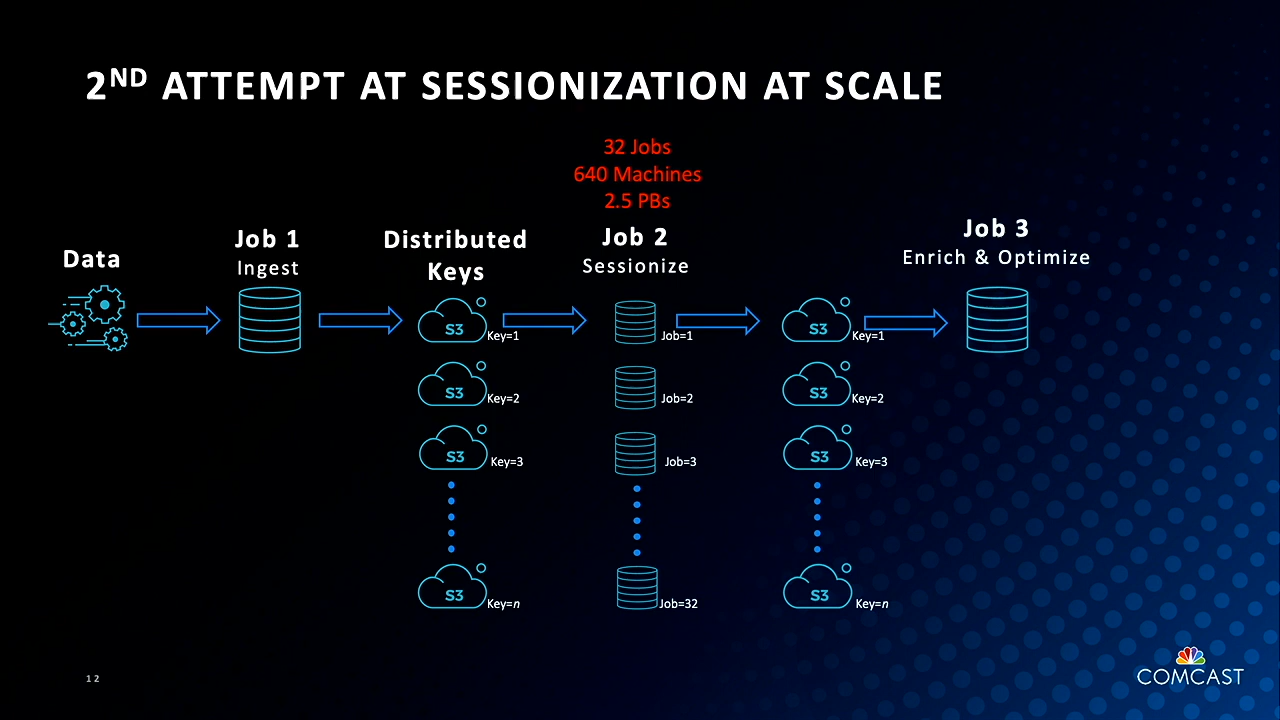 2ND ATTEMPT AT SESSIONIZATION AT SCALE
32 Jobs
640 Machines
2.5 PBs
Data
Job 1
Ingest
Distributed
Keys
Job 2
Sessionize
Job 3
Enrich & Optimize
S3
Key=1
Job=1
S3
Key=1
S3
Key=2
Job=2
S3
Key=2
S3
Key=3
Job=3
S3
Key=3
S3
Key=n
Job=32
S3
Key=n
12
COMCAST